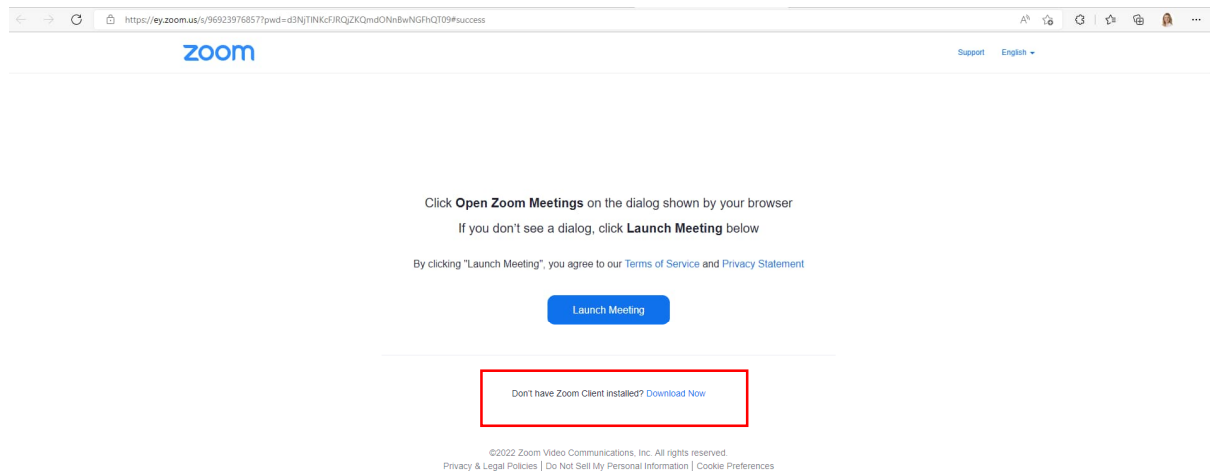 https://ey.zoom.us/s/96923976857?pwd=d3NjTlNKcFJRQjZKQmdONnBwNGFhQT09#success
zoom
Support English
Click Open Zoom Meetings on the dialog shown by your browser
If you don't see a dialog, click Launch Meeting below
By clicking "Launch Meeting", you agree to our Terms of Service and Privacy Statement
Launch Meeting
Don't have Zoom Client installed? Download Now
©2022 Zoom Video Communications, Inc. All rights reserved.
Privacy & Legal Policies | Do Not Sell My Personal Information | Cookie Preferences